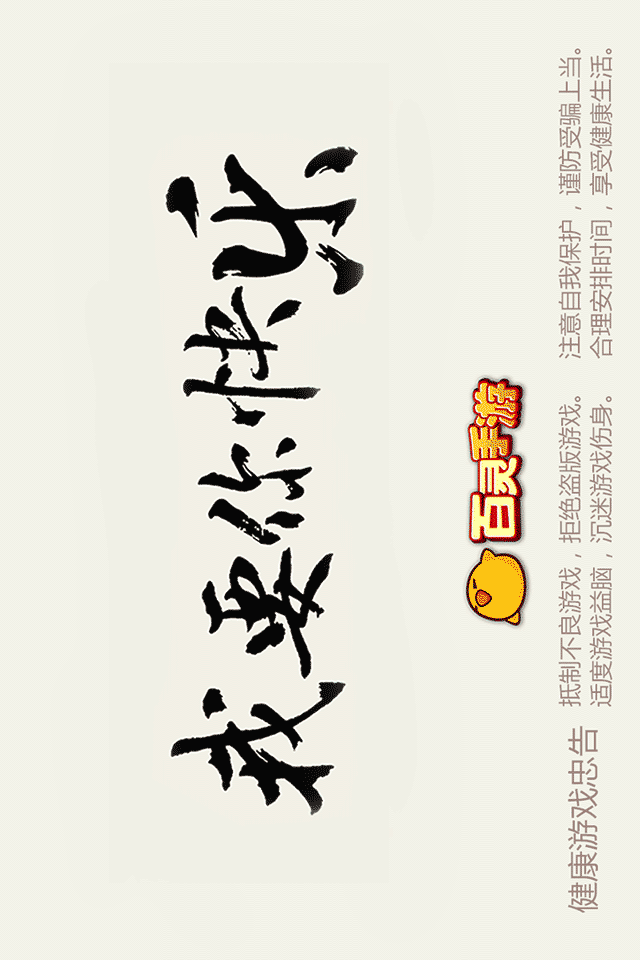 我要你快乐
百灵手游
健康游戏忠告
抵制不良游戏，拒绝盗版游戏。
注意自我保护，谨防受骗上当。
适度游戏益脑，沉迷游戏伤身。
合理安排时间，享受健康生活。